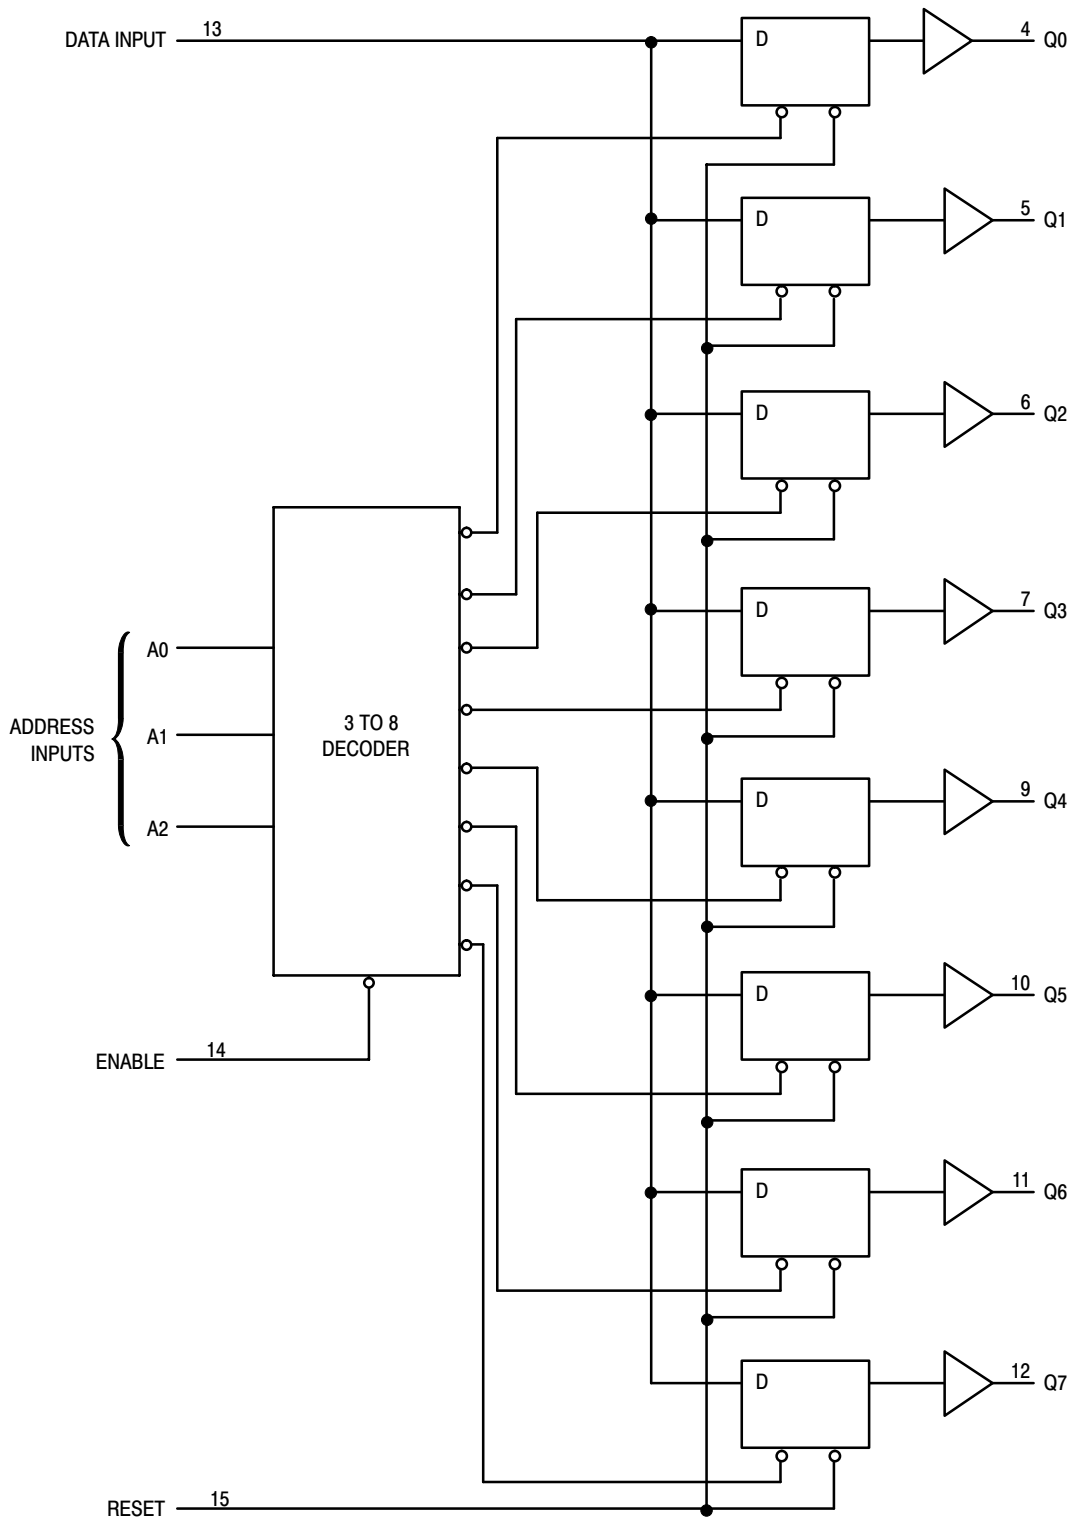 DATA INPUT 13
D
4 Q0
D
5 Q1
D
6 Q2
D
7 Q3
A0
ADDRESS
INPUTS
A1
A2
3 TO 8
DECODER
D
9 Q4
D
10 Q5
ENABLE 14
D
11 Q6
D
12 Q7
RESET 15